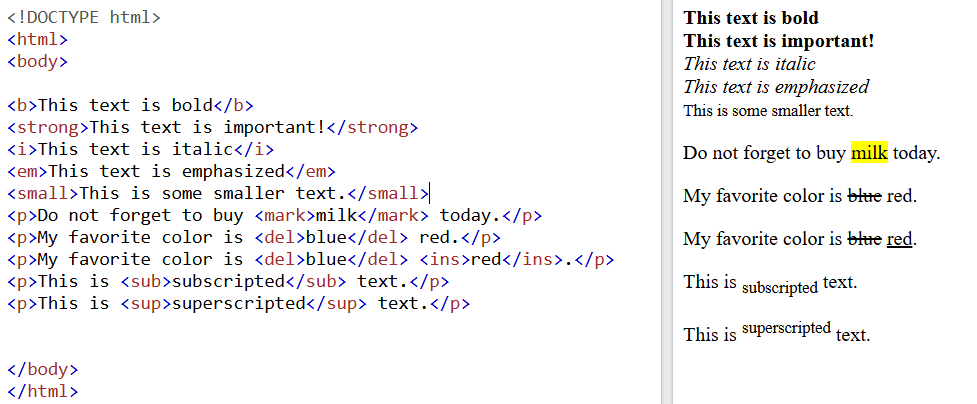 <!DOCTYPE html>
<html>
<body>
<b>This text is bold</b>
<strong>This text is important!</strong>
<i>This text is italic</i>
<em>This text is emphasized</em>
<small>This is some smaller text.</small>
<p>Do not forget to buy <mark>milk</mark> today.</p>
<p>My favorite color is <del>blue</del> red.</p>
<p>My favorite color is <del>blue</del> <ins>red</ins>.</p>
<p>This is <sub>subscripted</sub> text.</p>
<p>This is <sup>superscripted</sup> text.</p>
</body>
</html>
This text is bold
This text is important!
This text is italic
This text is emphasized
This is some smaller text.
Do not forget to buy milk today.
My favorite color is blue red.
My favorite color is blue red.
This is subscripted text.
This is superscripted text.